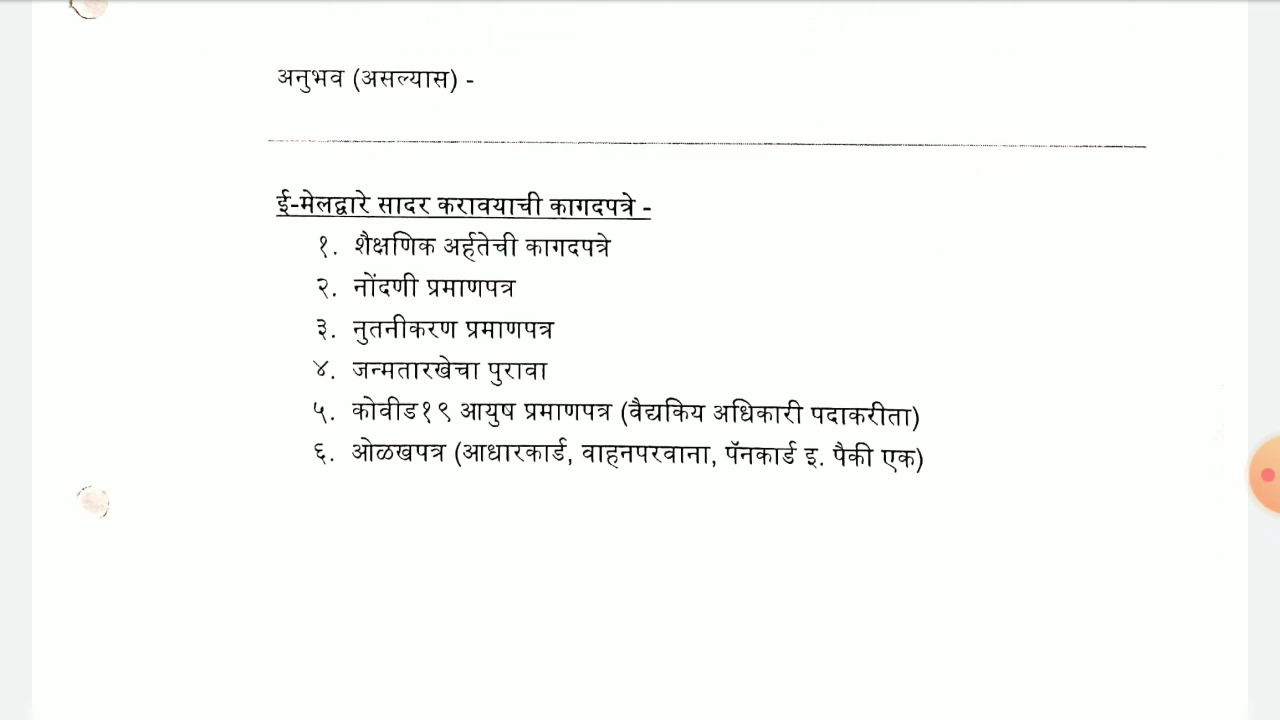 अनुभव (असल्यास) -
ई-मेलद्वारे सादर करावयाची कागदपत्रे -
१. शैक्षणिक अर्हतेची कागदपत्रे
२. नोंदणी प्रमाणपत्र
३. नुतनीकरण प्रमाणपत्र
४. जन्मतारखेचा पुरावा
५. कोवीड१९ आयुष प्रमाणपत्र (वैद्यकिय अधिकारी पदाकरीता)
६. ओळखपत्र (आधारकार्ड, वाहनपरवाना, पॅनकार्ड इ. पैकी एक)